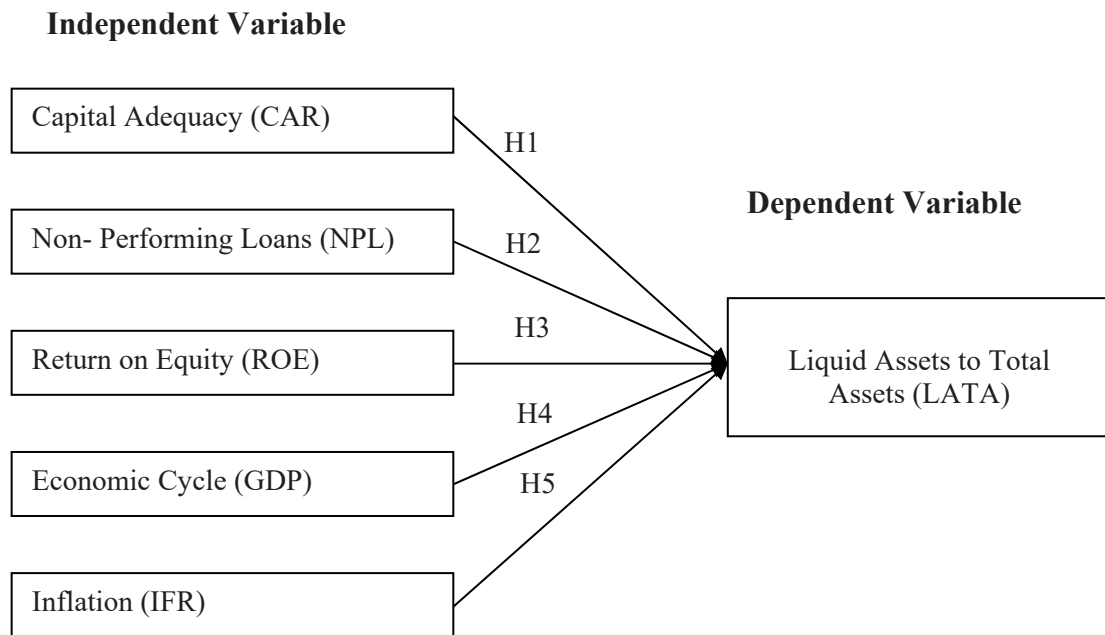 Independent Variable
Capital Adequacy (CAR)
H1
Non- Performing Loans (NPL)
H2
Dependent Variable
Return on Equity (ROE)
H3
Liquid Assets to Total
Assets (LATA)
H4
Economic Cycle (GDP)
H5
Inflation (IFR)